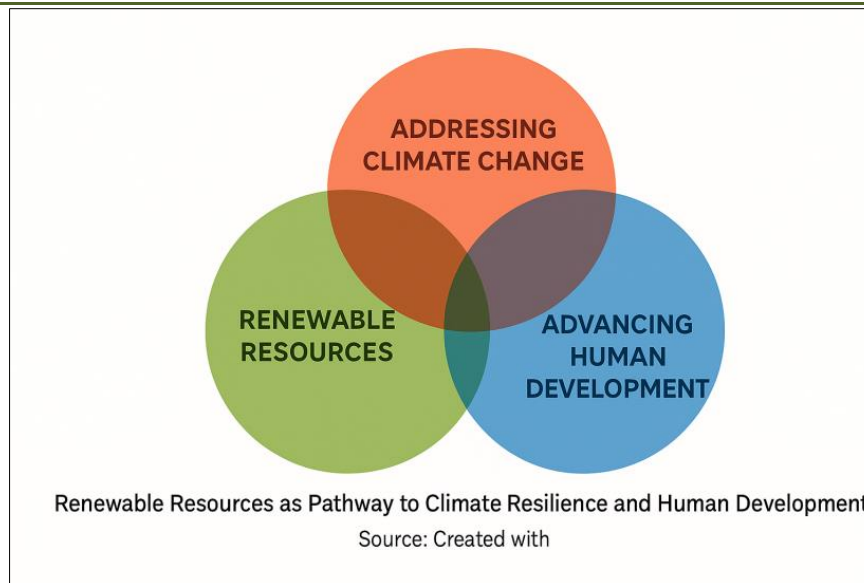 ADDRESSING
CLIMATE CHANGE
RENEWABLE
RESOURCES
ADVANCING
HUMAN
DEVELOPMENT
Renewable Resources as Pathway to Climate Resilience and Human Development
Source: Created with